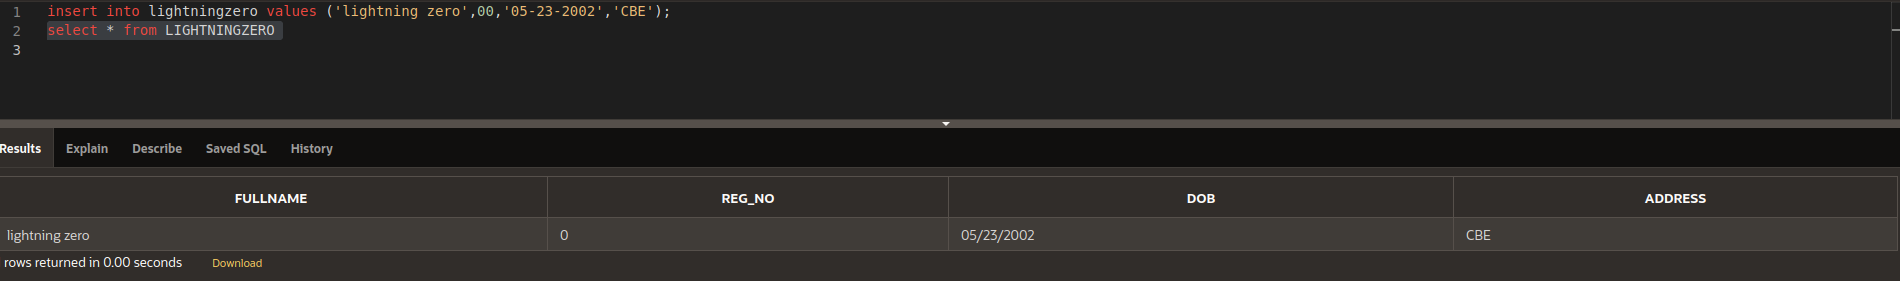 1 insert into lightningzero values ('lightning zero',00,'05-23-2002','CBE');
2 select * from LIGHTNINGZERO
3
Results Explain Describe Saved SQL History
FULLNAME REG_NO DOB ADDRESS
lightning zero 0 05/23/2002 CBE
rows returned in 0.00 seconds Download